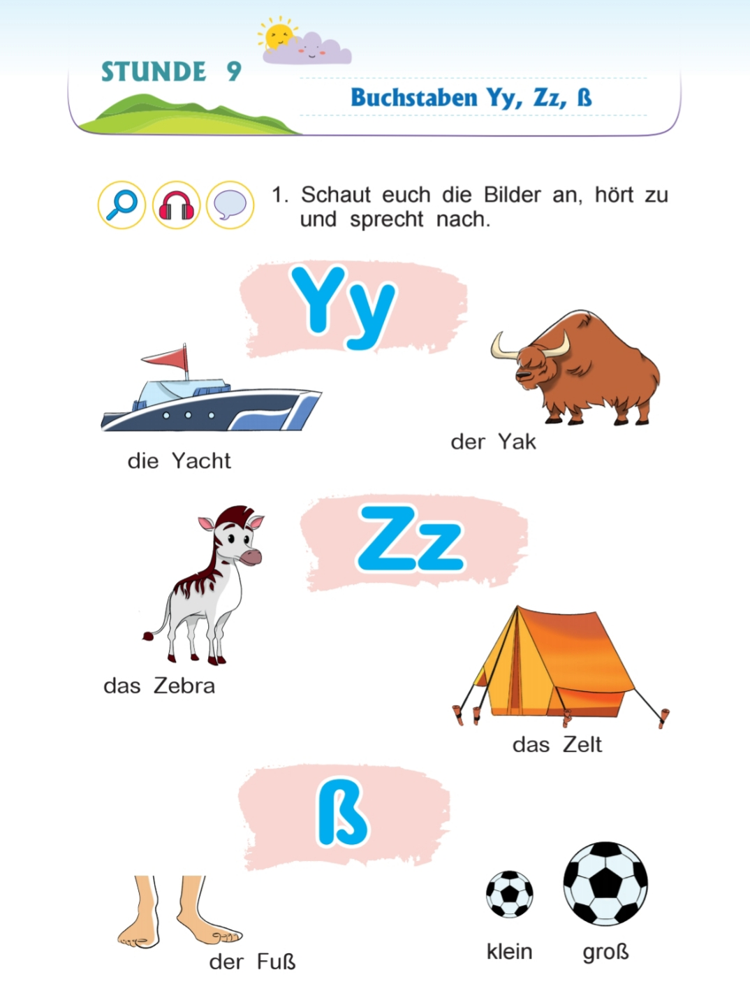 STUNDE 9
Buchstaben Yy, Zz, ß
1. Schaut euch die Bilder an, hört zu
und sprecht nach.
Yy
die Yacht
der Yak
Zz
das Zebra
das Zelt
ß
der Fuß
klein
groß